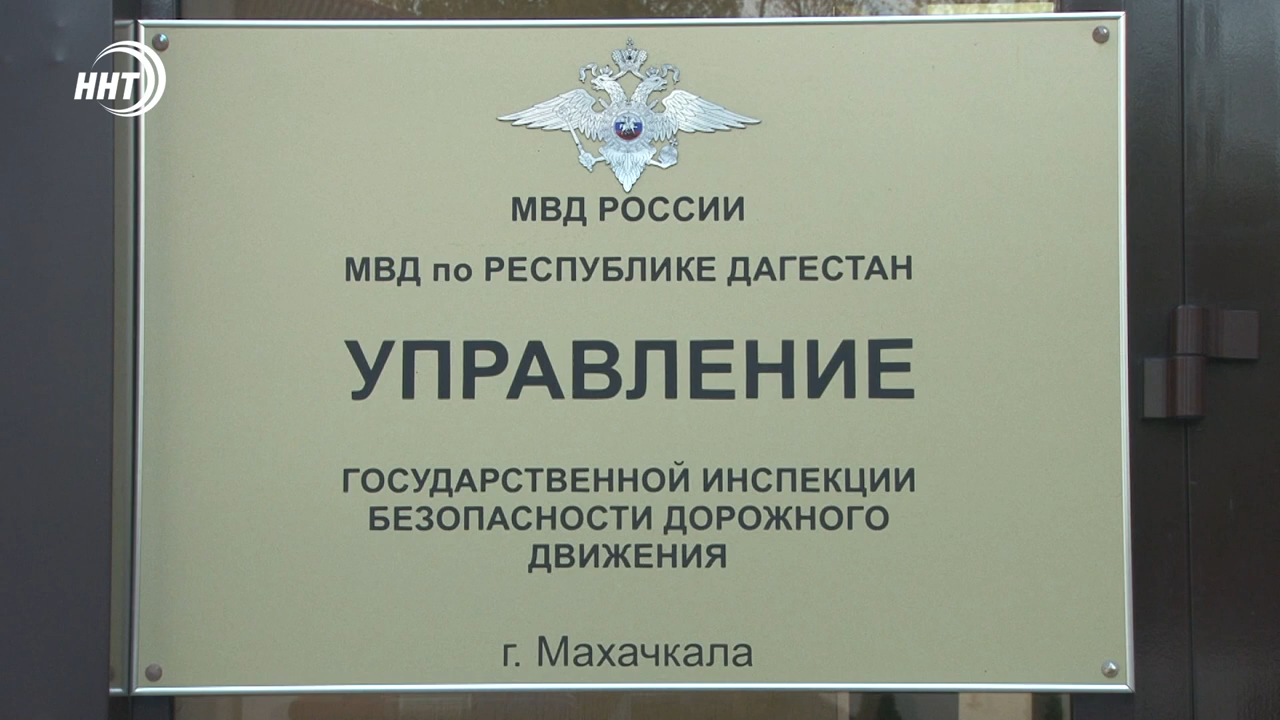 ННТ
МВД РОССИИ
МВД по РЕСПУБЛИКЕ ДАГЕСТАН
УПРАВЛЕНИЕ
ГОСУДАРСТВЕННОЙ ИНСПЕКЦИИ
БЕЗОПАСНОСТИ ДОРОЖНОГО
ДВИЖЕНИЯ
г. Махачкала